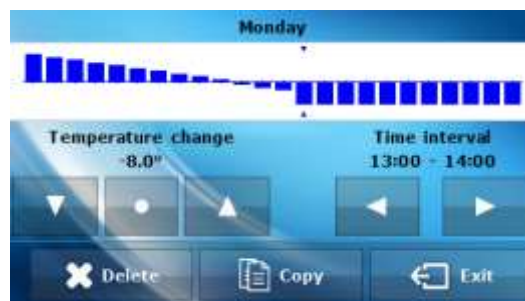 Monday
Temperature change
-8.0°
Time interval
13:00 - 14:00
Delete
Copy
Exit